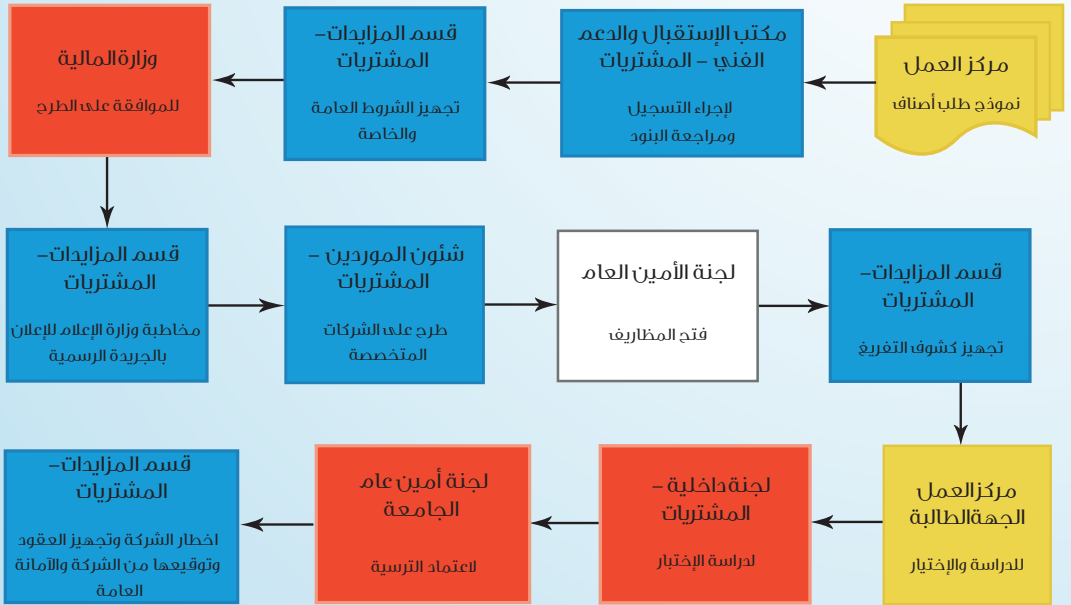 مركز العمل
نموذج طلب أصناف
مكتب الإستقبال والدعم
الفني – المشتريات
لإجراء التسجيل
ومراجعة البنود
قسم المزايدات–
المشتريات
تجهيز الشروط العامة
والخاصة
وزارة المالية
للموافقة على الطرح
قسم المزايدات–
المشتريات
مخاطبة وزارة الإعلام للإعلان
بالجريدة الرسمية
شئون الموردين –
المشتريات
طرح على الشركات
المتخصصة
لجنة الأمين العام
فتح المظاريف
قسم المزايدات–
المشتريات
تجهيز كشوف التفريغ
مركز العمل
الجهة الطالبة
للدراسة والإختيار
لجنة داخلية –
المشتريات
لدراسة الإختبار
لجنة أمين عام
الجامعة
لاعتماد الترسية
قسم المزايدات–
المشتريات
اخطار الشركة وتجهيز العقود
وتوقيعها من الشركة والآمانة
العامة